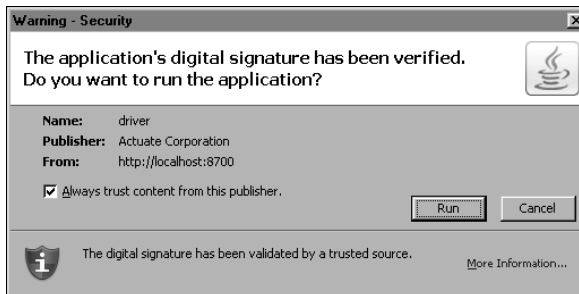 Warning - Security
The application's digital signature has been verified.
Do you want to run the application?
Name: driver
Publisher: Actuate Corporation
From: http://localhost:8700
Always trust content from this publisher.
Run Cancel
The digital signature has been validated by a trusted source.
More Information...